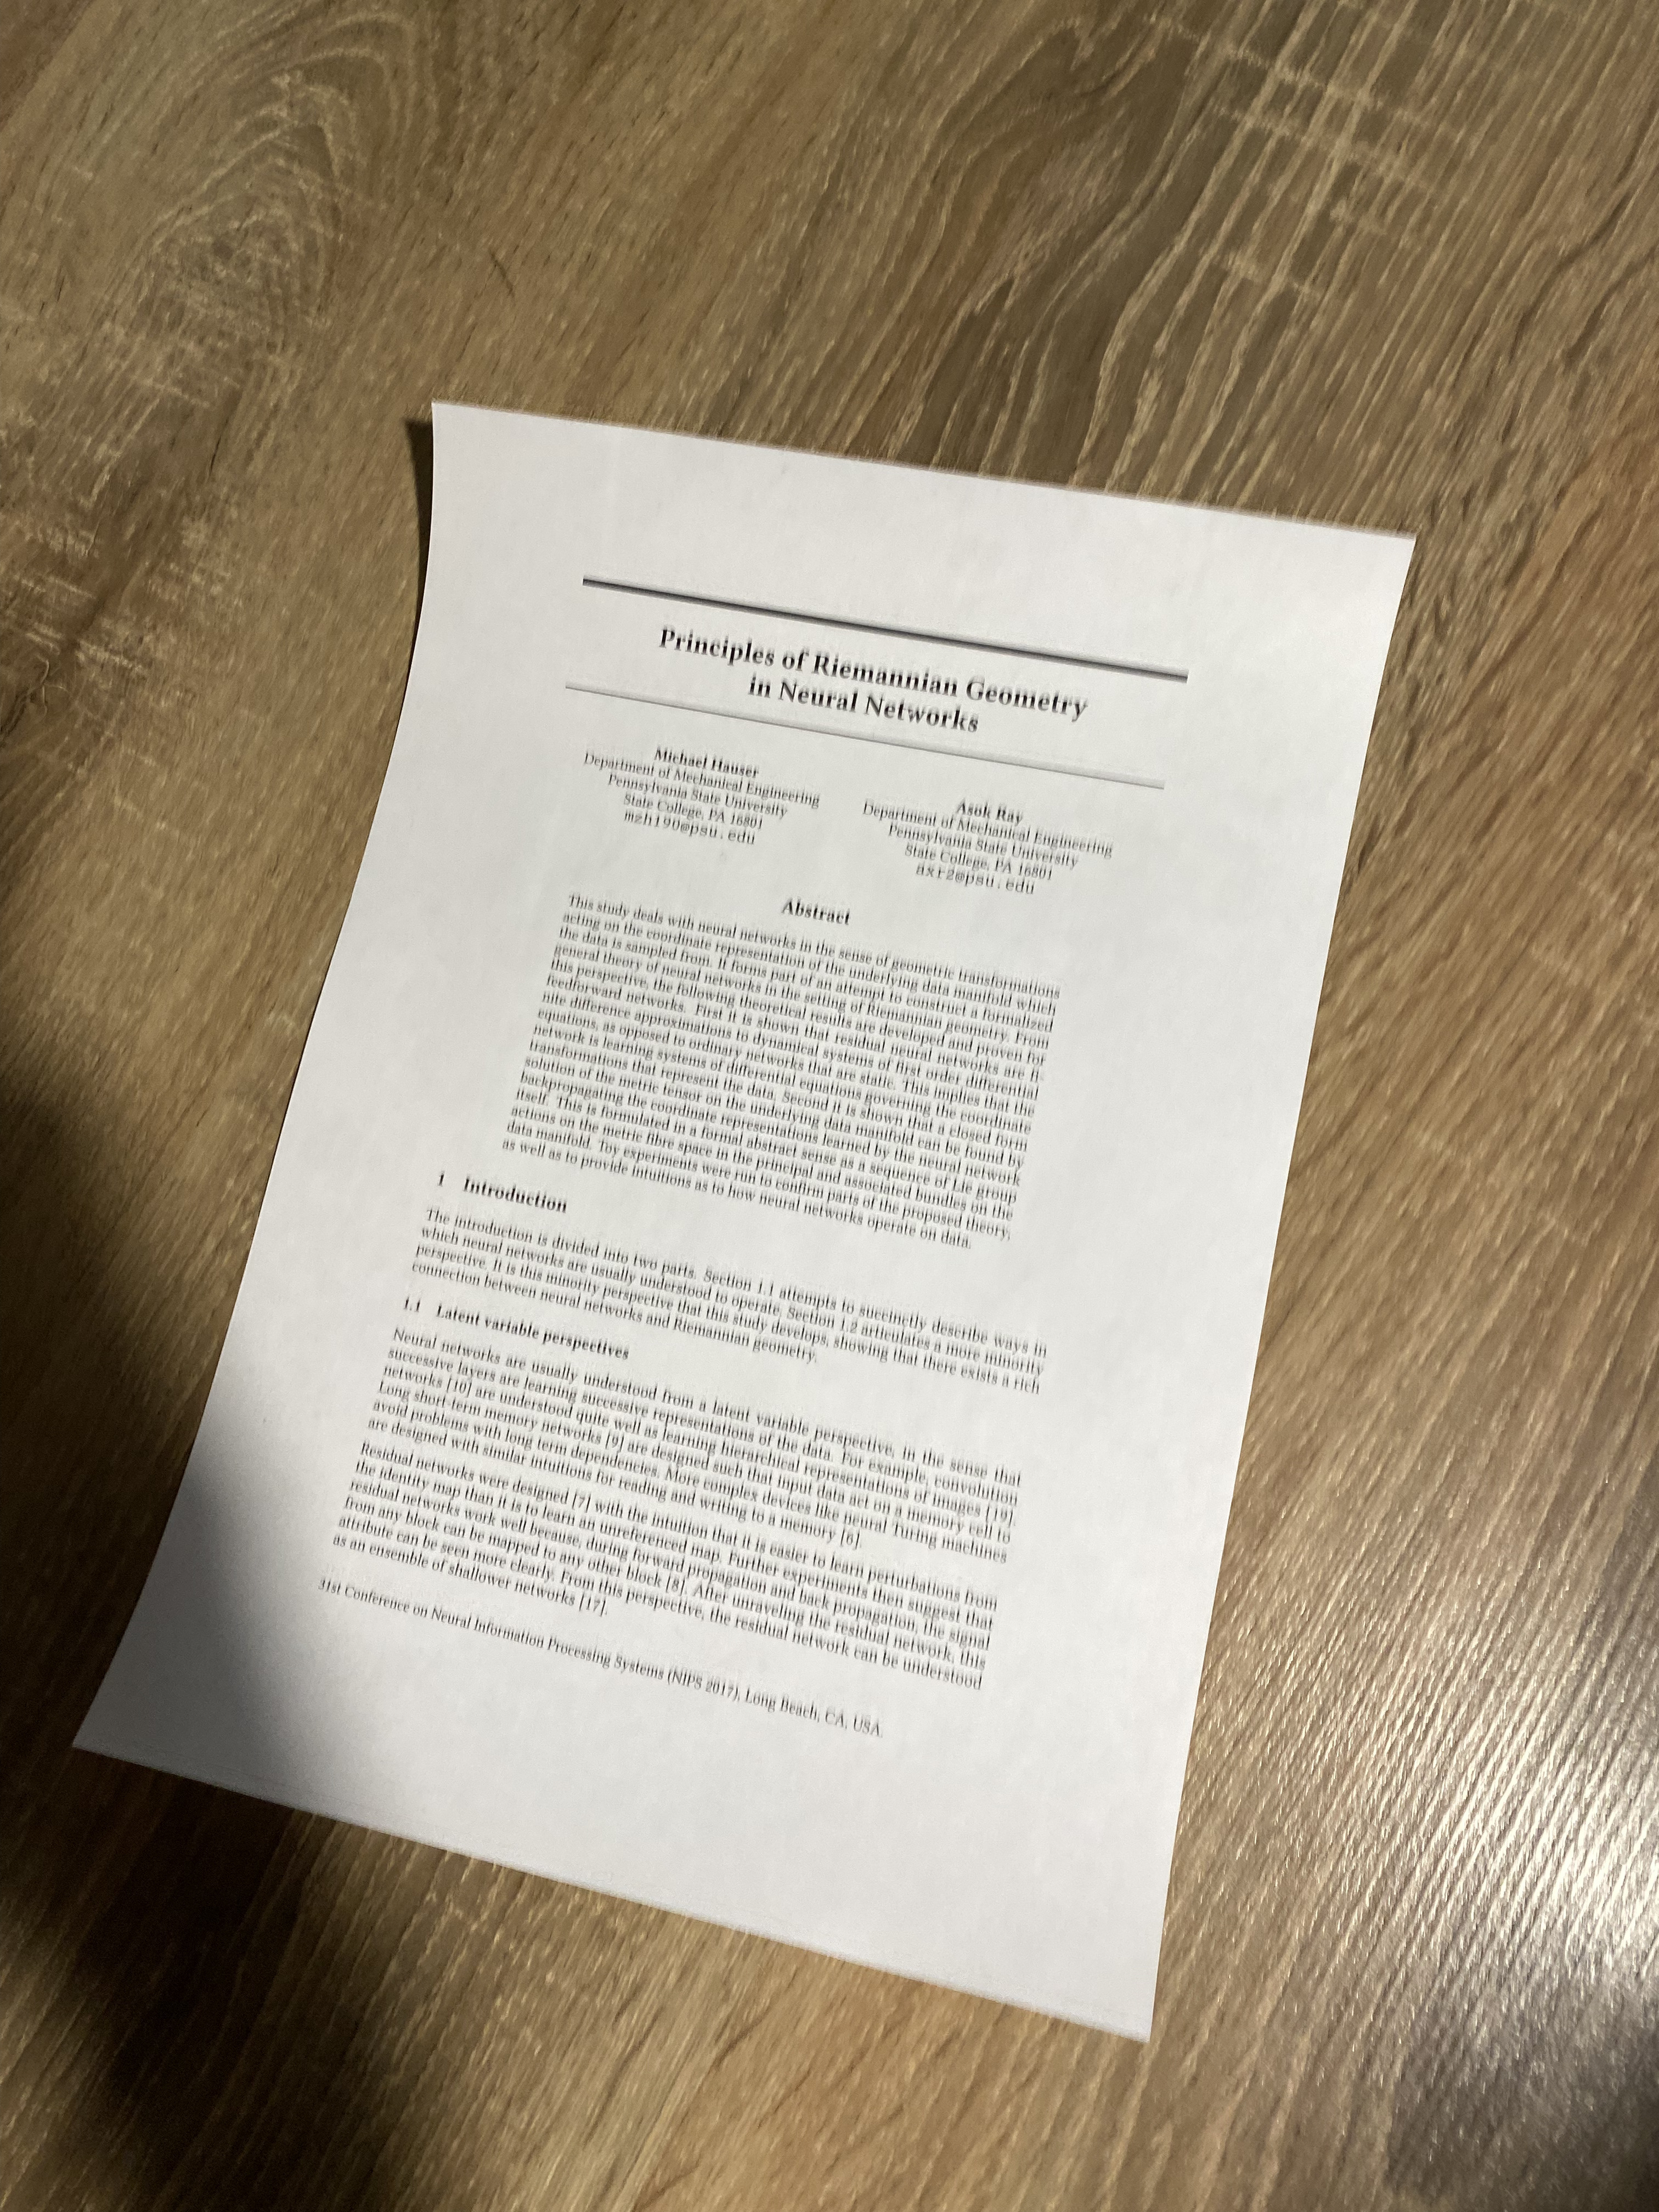 Principles of Riemannian Geometry
in Neural Networks
Michael Hauser
Department of Mechanical Engineering
Pennsylvania State University
State College, PA 16801
mzh190@psu.edu
Asok Ray
Department of Mechanical Engineering
Pennsylvania State University
State College, PA 16801
axr2@psu.edu
Abstract
This study deals with neural networks in the sense of geometric transformations
acting on the coordinate representation of the underlying data manifold which
the data is sampled from. It forms part of an attempt to construct a formalized
general theory of neural networks in the setting of Riemannian geometry. From
this perspective, the following theoretical results are developed and proven for
feedforward networks. First it is shown that residual neural networks are fi-
nite difference approximations to dynamical systems of first order differential
equations, as opposed to ordinary networks that are static. This implies that the
network is learning systems of differential equations governing the coordinate
transformations that represent the data. Second it is shown that a closed form
solution of the metric tensor on the underlying data manifold can be found by
backpropagating the coordinate representations learned by the neural network
itself. This is formulated in a formal abstract sense as a sequence of Lie group
actions on the metric fibre space in the principal and associated bundles on the
data manifold. Toy experiments were run to confirm parts of the proposed theory,
as well as to provide intuitions as to how neural networks operate on data.
1 Introduction
The introduction is divided into two parts. Section 1.1 attempts to succinctly describe ways in
which neural networks are usually understood to operate. Section 1.2 articulates a more minority
perspective. It is this minority perspective that this study develops, showing that there exists a rich
connection between neural networks and Riemannian geometry.
1.1 Latent variable perspectives
Neural networks are usually understood from a latent variable perspective, in the sense that
successive layers are learning successive representations of the data. For example, convolution
networks [10] are understood quite well as learning hierarchical representations of images [19].
Long short-term memory networks [9] are designed such that input data act on a memory cell to
avoid problems with long term dependencies. More complex devices like neural Turing machines
are designed with similar intuitions for reading and writing to a memory [6].
Residual networks were designed [7] with the intuition that it is easier to learn perturbations from
the identity map than it is to learn an unreferenced map. Further experiments then suggest that
residual networks work well because, during forward propagation and back propagation, the signal
from any block can be mapped to any other block [8]. After unraveling the residual network, this
attribute can be seen more clearly. From this perspective, the residual network can be understood
as an ensemble of shallower networks [17].
31st Conference on Neural Information Processing Systems (NIPS 2017), Long Beach, CA, USA.